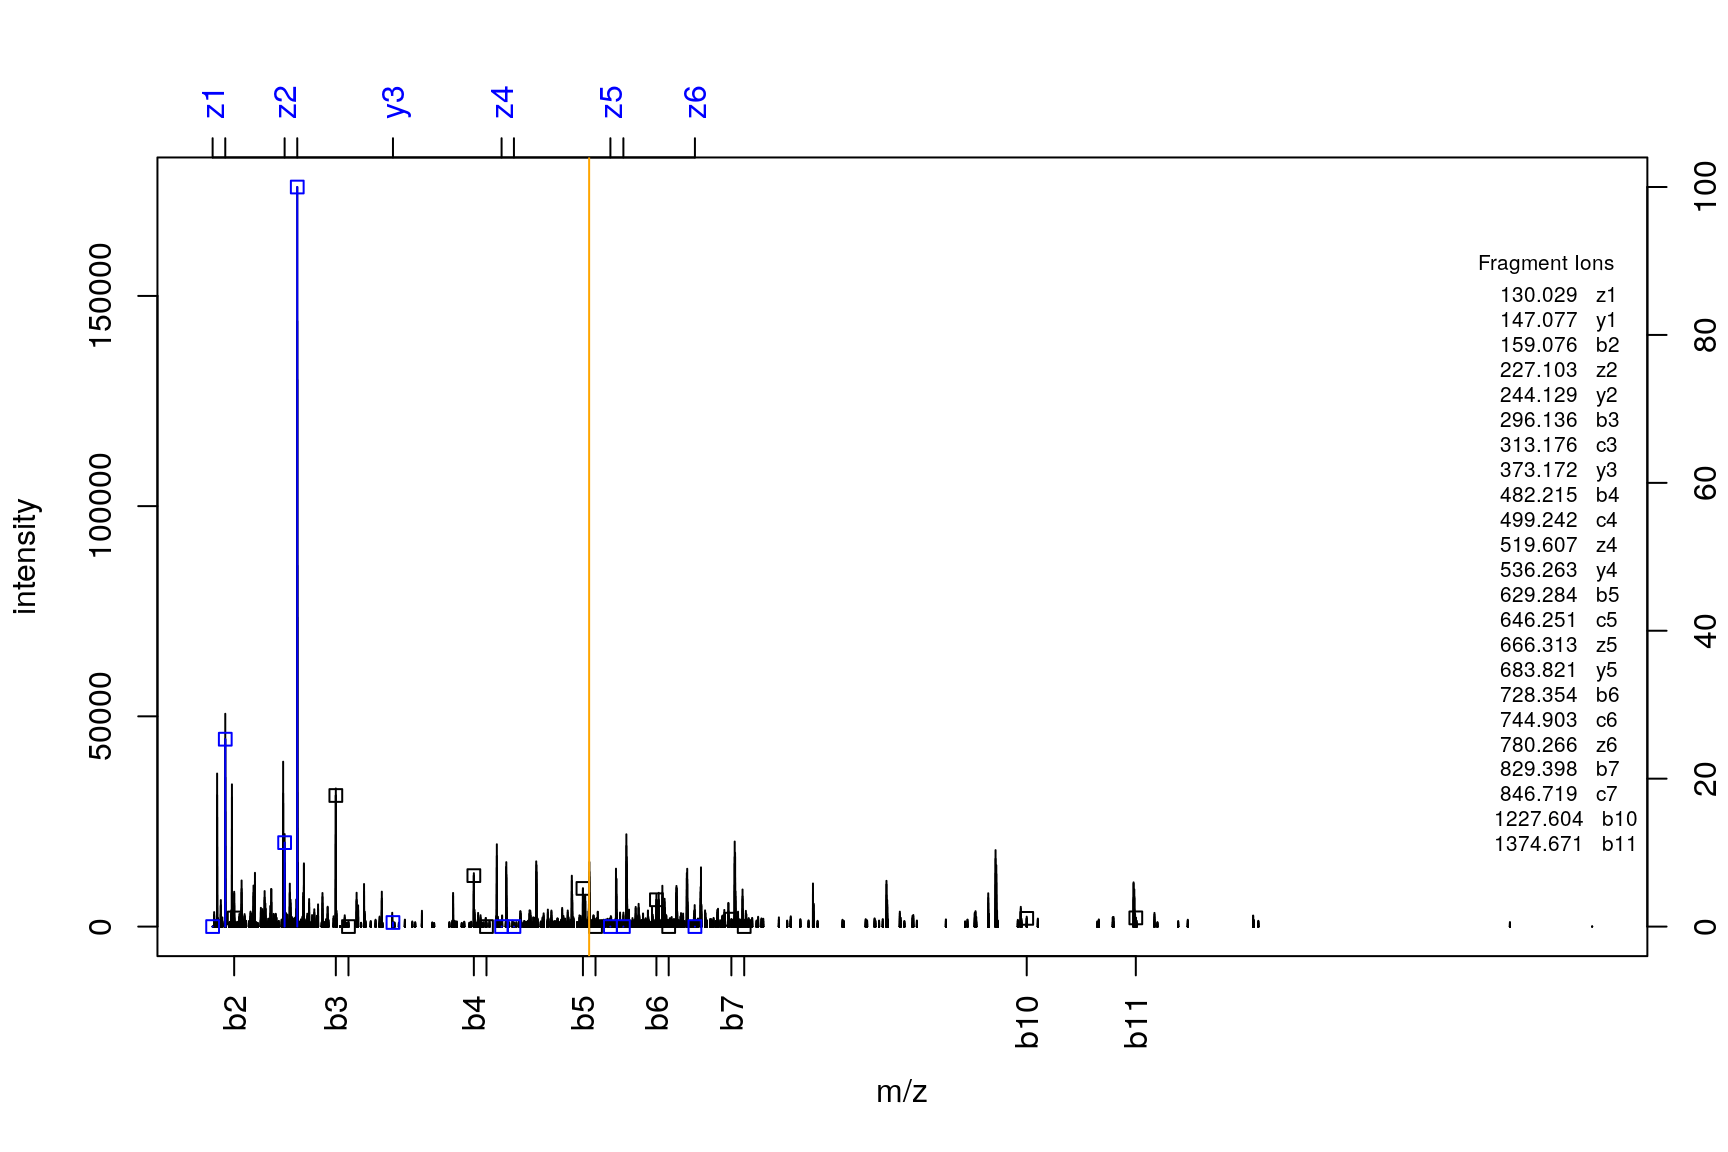 z1 z2 y3 z4 z5 z6
150000
100000
50000
0
intensity
100
80
60
40
20
0
Fragment Ions
130.029 z1
147.077 y1
159.076 b2
227.103 z2
244.129 y2
296.136 b3
313.176 c3
373.172 y3
482.215 b4
499.242 c4
519.607 z4
536.263 y4
629.284 b5
646.251 c5
666.313 z5
683.821 y5
728.354 b6
744.903 c6
780.266 z6
829.398 b7
846.719 c7
1227.604 b10
1374.671 b11
b2 b3 b4 b5 b6 b7 b10 b11
m/z